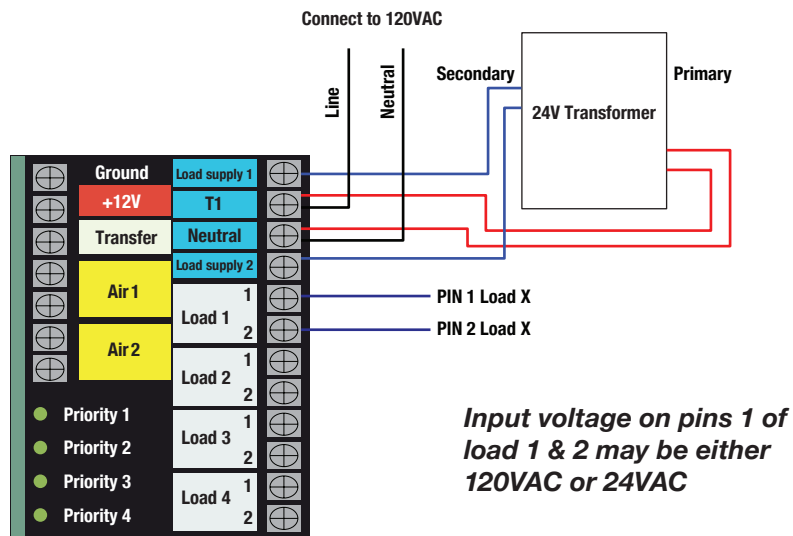 Connect to 120VAC
Line
Neutral
Secondary
Primary
24V Transformer
Ground
+12V
Transfer
Air 1
Air 2
Load supply 1
T1
Neutral
Load supply 2
Load 1
1
2
Load 2
1
2
Load 3
1
2
Load 4
1
2
Priority 1
Priority 2
Priority 3
Priority 4
PIN 1 Load X
PIN 2 Load X
Input voltage on pins 1 of
load 1 & 2 may be either
120VAC or 24VAC